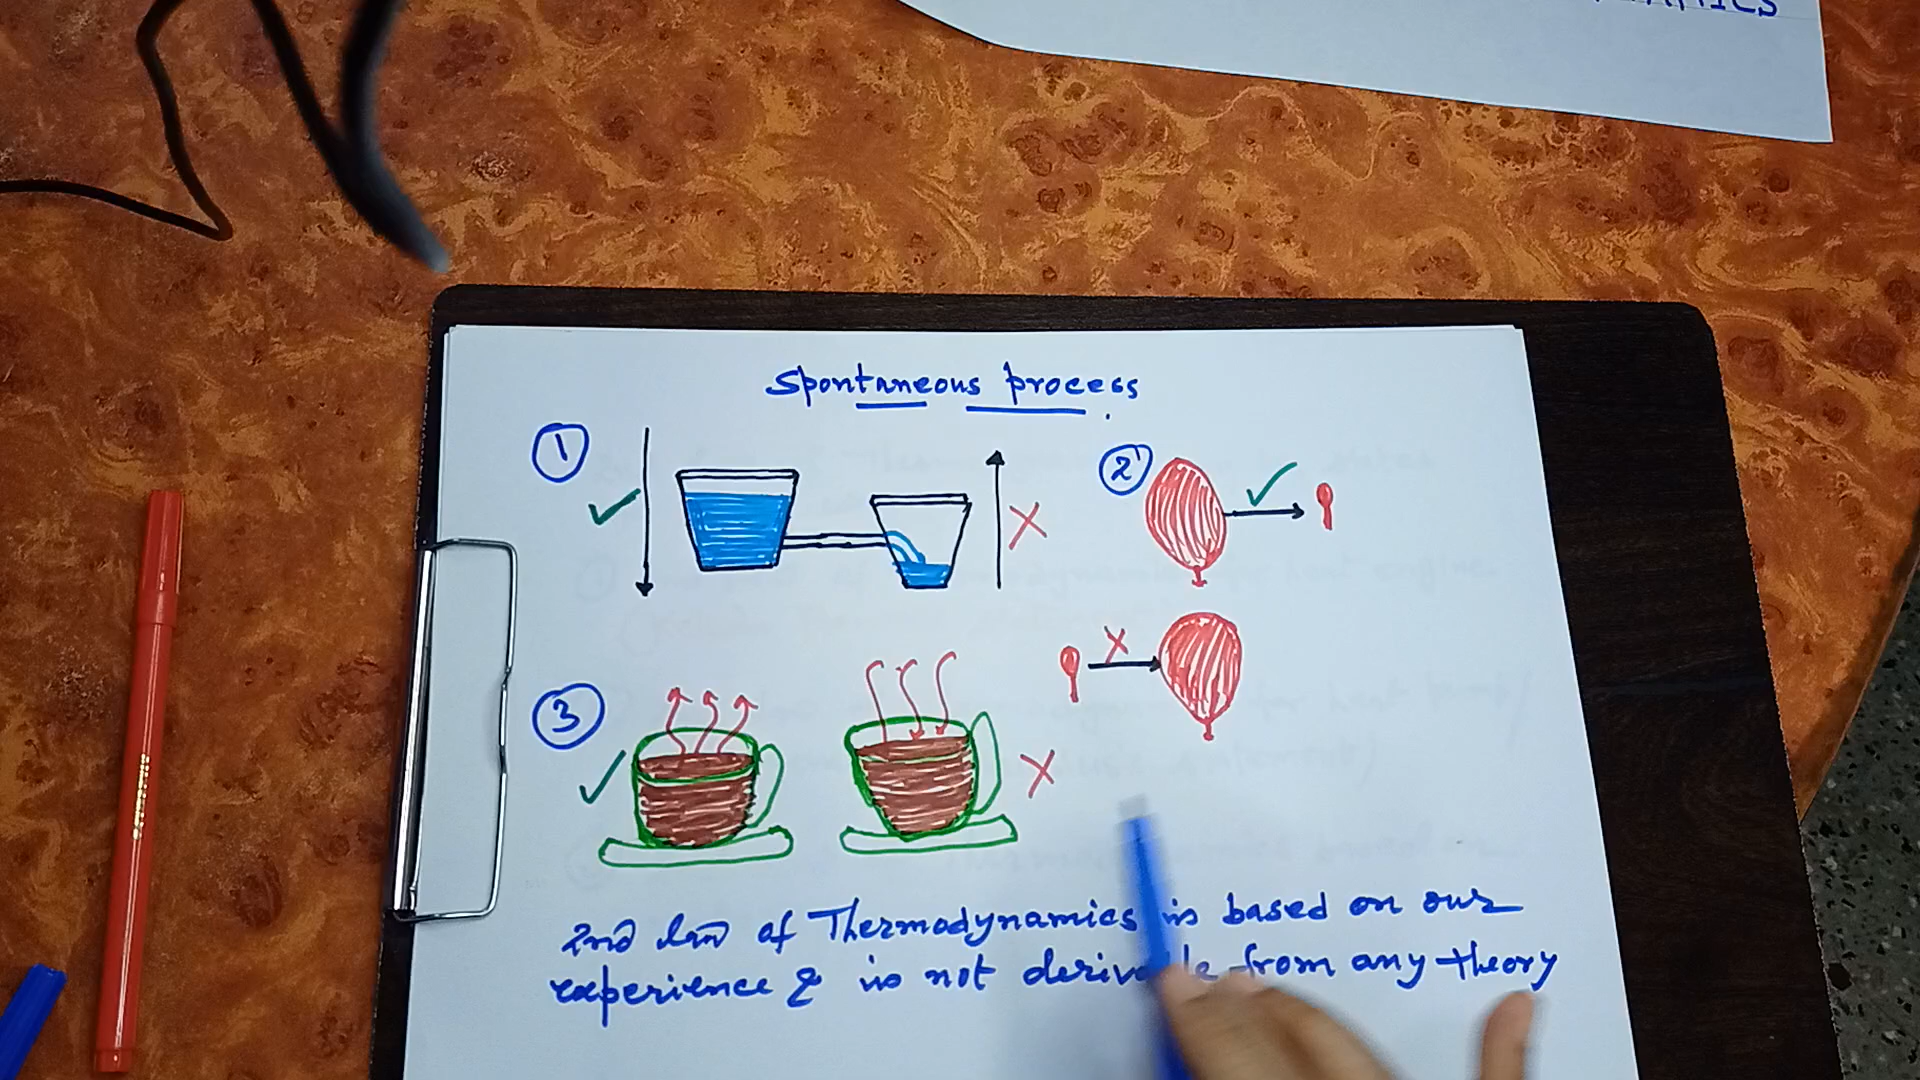 Spontaneous process
1
2
3
2nd law of Thermodynamics is based on our
experience & is not derivable from any theory